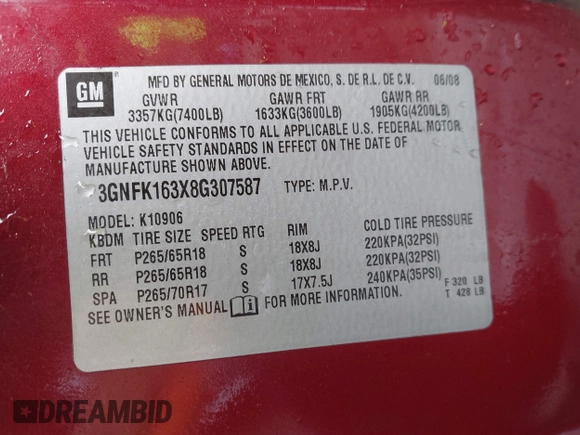 GM
MFD BY GENERAL MOTORS DE MEXICO, S. DE R.L. DE C.V. 06/08
GVWR GAWR FRT GAWR RR
3357KG(7400LB) 1633KG(3600LB) 1905KG(4200LB)
THIS VEHICLE CONFORMS TO ALL APPLICABLE U.S. FEDERAL MOTOR
VEHICLE SAFETY STANDARDS IN EFFECT ON THE DATE OF
MANUFACTURE SHOWN ABOVE.
3GNFK163X8G307587 TYPE: M.P.V.
MODEL: K10906
KBDM TIRE SIZE SPEED RTG RIM COLD TIRE PRESSURE
FRT P265/65R18 S 18X8J 220KPA(32PSI)
RR P265/65R18 S 18X8J 220KPA(32PSI)
SPA P265/70R17 S 17X7.5J 240KPA(35PSI)
F 320 LB
SEE OWNER'S MANUAL FOR MORE INFORMATION. T 428 LB
DREAMBID